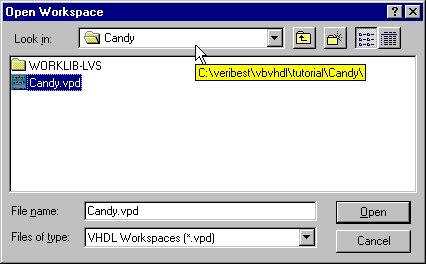 Open Workspace
Look in: Candy
C:\veribest\vbvhdl\tutorial\Candy\
WORKLIB-LVS
Candy.vpd
File name: Candy.vpd Open
Files of type: VHDL Workspaces (*.vpd) Cancel